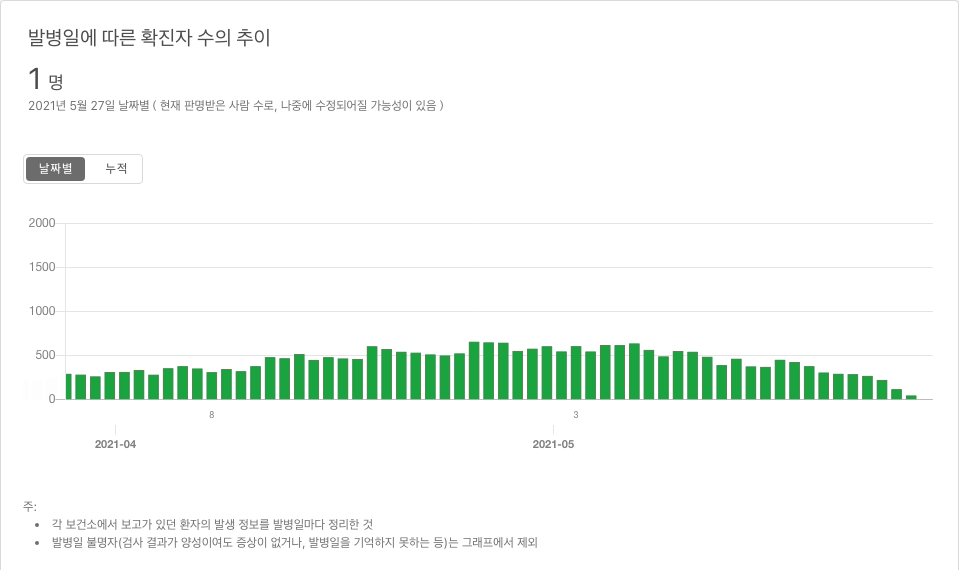 발병일에 따른 확진자 수의 추이
1 명
2021년 5월 27일 날짜별 ( 현재 판명받은 사람 수로, 나중에 수정되어질 가능성이 있음 )
날짜별 누적
2000
1500
1000
500
0
8 3
2021-04 2021-05
주:
• 각 보건소에서 보고가 있던 환자의 발생 정보를 발병일마다 정리한 것
• 발병일 불명자(검사 결과가 양성이여도 증상이 없거나, 발병일을 기억하지 못하는 등)는 그래프에서 제외